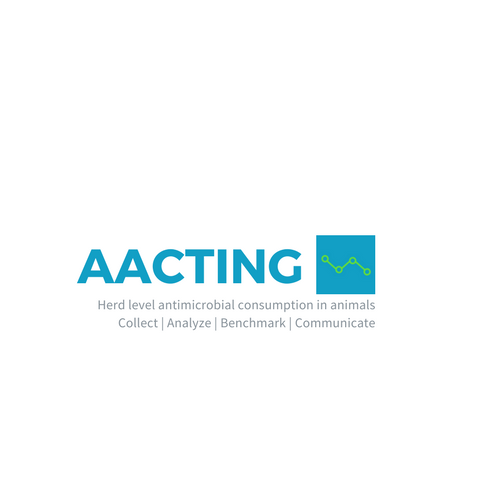 AACTING
Herd level antimicrobial consumption in animals
Collect | Analyze | Benchmark | Communicate